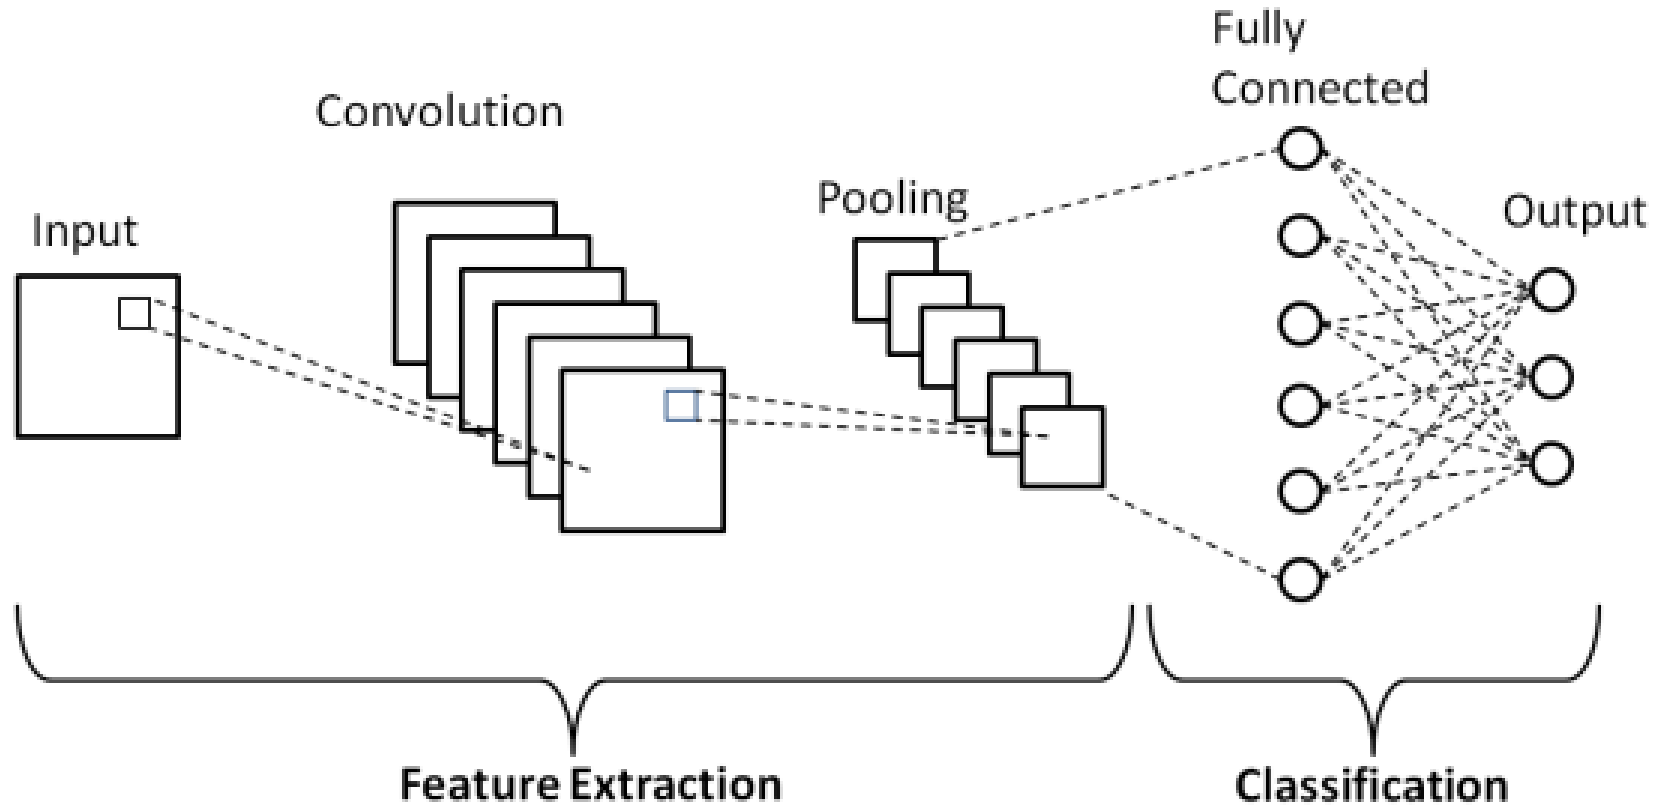 Input
Convolution
Pooling
Fully
Connected
Output
Feature Extraction
Classification